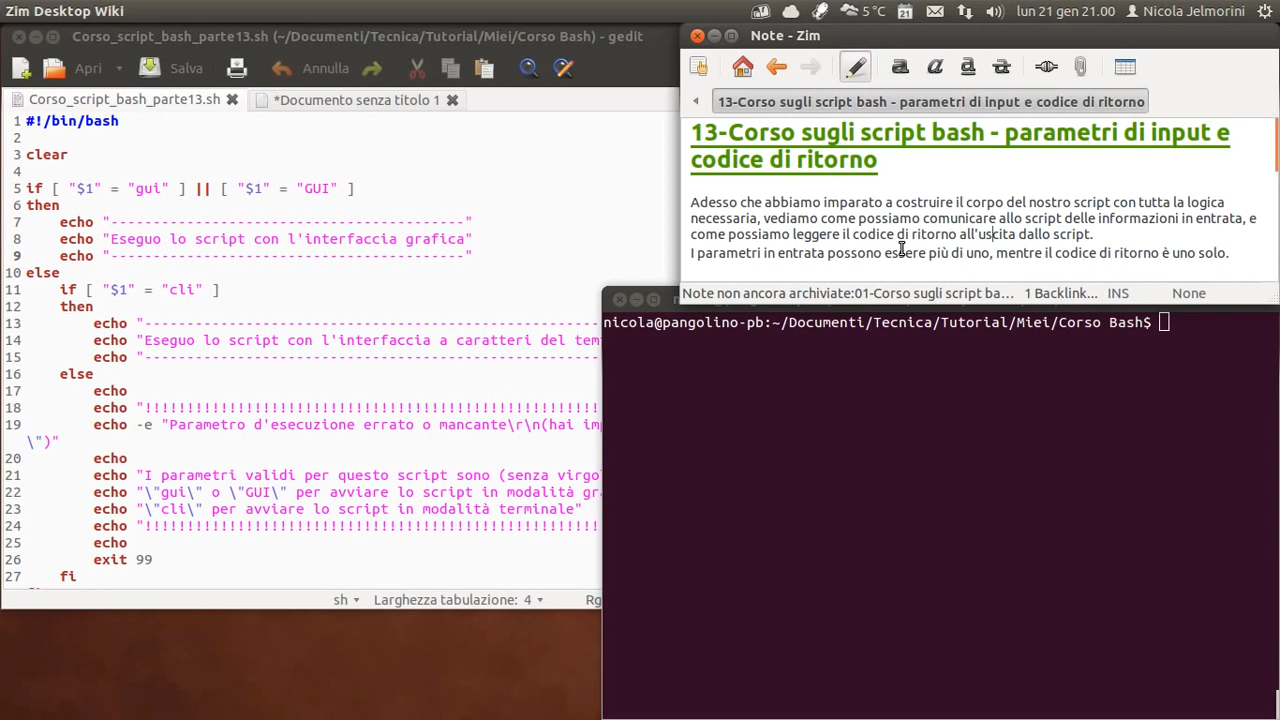 Zim Desktop Wiki
5 °C
lun 21 gen 21.00
Nicola Jelmorini
Corso_script_bash_parte13.sh (~/Documenti/Tecnica/Tutorial/Miei/Corso Bash) - gedit
Apri
Salva
Annulla
Corso_script_bash_parte13.sh
*Documento senza titolo 1
1 #!/bin/bash
2
3 clear
4
5 if [ "$1" = "gui" ] || [ "$1" = "GUI" ]
6 then
7 echo "------------------------------------------"
8 echo "Eseguo lo script con l'interfaccia grafica"
9 echo "------------------------------------------"
10 else
11 if [ "$1" = "cli" ]
12 then
13 echo "------------------------------------------------------
14 echo "Eseguo lo script con l'interfaccia a caratteri del ter
15 echo "------------------------------------------------------
16 else
17 echo
18 echo "!!!!!!!!!!!!!!!!!!!!!!!!!!!!!!!!!!!!!!!!!!!!!!!!!!!!!!
19 echo -e "Parametro d'esecuzione errato o mancante\r\n(hai imp
\")"
20 echo
21 echo "I parametri validi per questo script sono (senza virgol
22 echo "\"gui\" o \"GUI\" per avviare lo script in modalità gra
23 echo "\"cli\" per avviare lo script in modalità terminale"
24 echo "!!!!!!!!!!!!!!!!!!!!!!!!!!!!!!!!!!!!!!!!!!!!!!!!!!!!!!
25 echo
26 exit 99
27 fi
sh
Larghezza tabulazione: 4
Rg
Note - Zim
13-Corso sugli script bash - parametri di input e codice di ritorno
13-Corso sugli script bash - parametri di input e
codice di ritorno
Adesso che abbiamo imparato a costruire il corpo del nostro script con tutta la logica
necessaria, vediamo come possiamo comunicare allo script delle informazioni in entrata, e
come possiamo leggere il codice di ritorno all'uscita dallo script.
I parametri in entrata possono essere più di uno, mentre il codice di ritorno è uno solo.
Note non ancora archiviate:01-Corso sugli script ba...
1 Backlink...
INS
None
nicola@pangolino-pb:~/Documenti/Tecnica/Tutorial/Miei/Corso Bash$